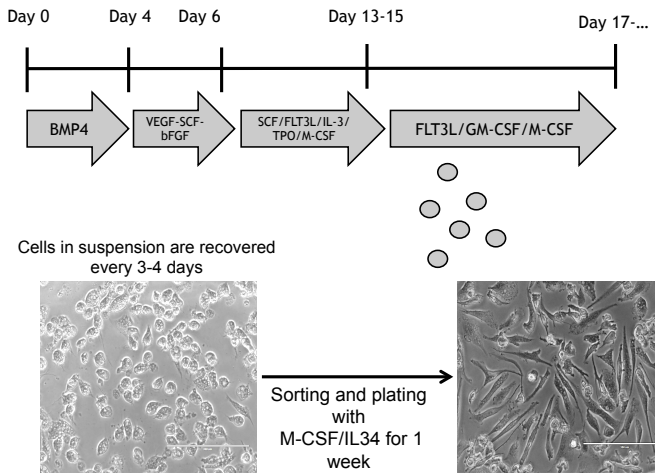 Day 0
Day 4
Day 6
Day 13-15
Day 17-...
BMP4
VEGF-SCF-
bFGF
SCF/FLT3L/IL-3/
TPO/M-CSF
FLT3L/GM-CSF/M-CSF
Cells in suspension are recovered
every 3-4 days
Sorting and plating
with
M-CSF/IL34 for 1
week